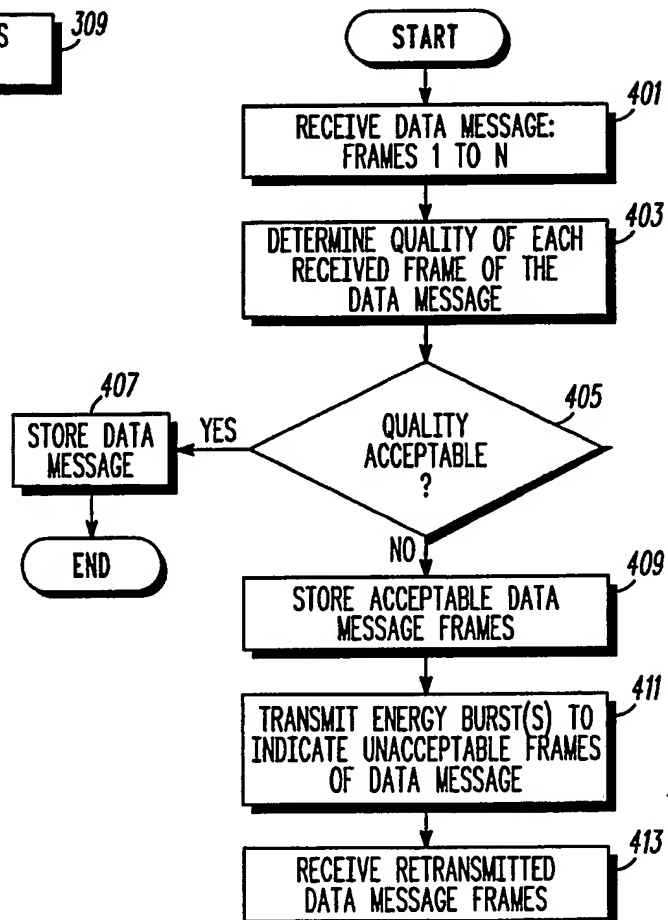 S
309
START
401
RECEIVE DATA MESSAGE:
FRAMES 1 TO N
403
DETERMINE QUALITY OF EACH
RECEIVED FRAME OF THE
DATA MESSAGE
405
QUALITY
ACCEPTABLE
?
YES
407
STORE DATA
MESSAGE
END
NO
409
STORE ACCEPTABLE DATA
MESSAGE FRAMES
411
TRANSMIT ENERGY BURST(S) TO
INDICATE UNACCEPTABLE FRAMES
OF DATA MESSAGE
413
RECEIVE RETRANSMITTED
DATA MESSAGE FRAMES